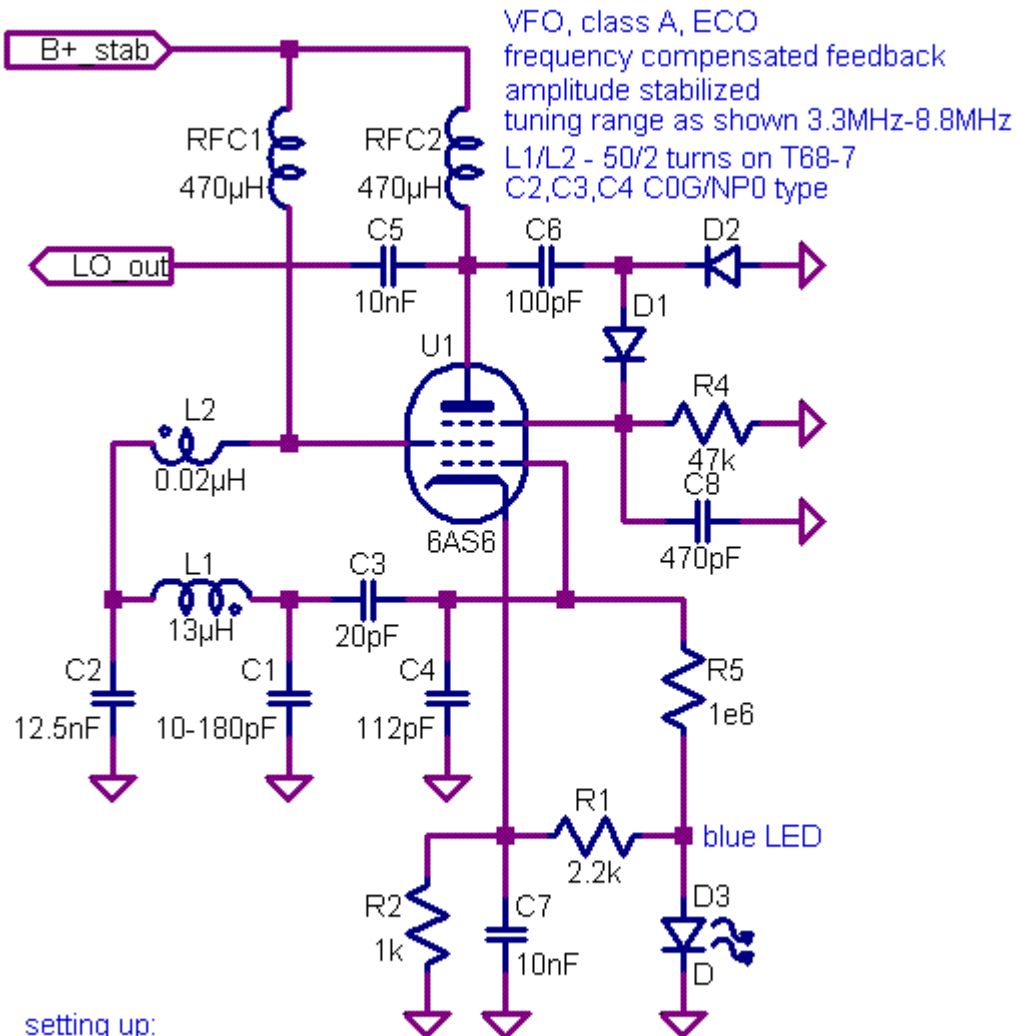 VFO, class A, ECO
frequency compensated feedback
amplitude stabilized
tuning range as shown 3.3MHz-8.8MHz
L1/L2 - 50/2 turns on T68-7
C2,C3,C4 C0G/NP0 type
B+_stab
RFC1
470µH
RFC2
470µH
LO_out
C5
10nF
C6
100pF
D2
D1
U1
6AS6
R4
47k
C8
470pF
L2
0.02µH
L1
13µH
C3
20pF
C2
12.5nF
C1
10-180pF
C4
112pF
R5
1e6
R1
2.2k
blue LED
R2
1k
C7
10nF
D3
D
setting up: